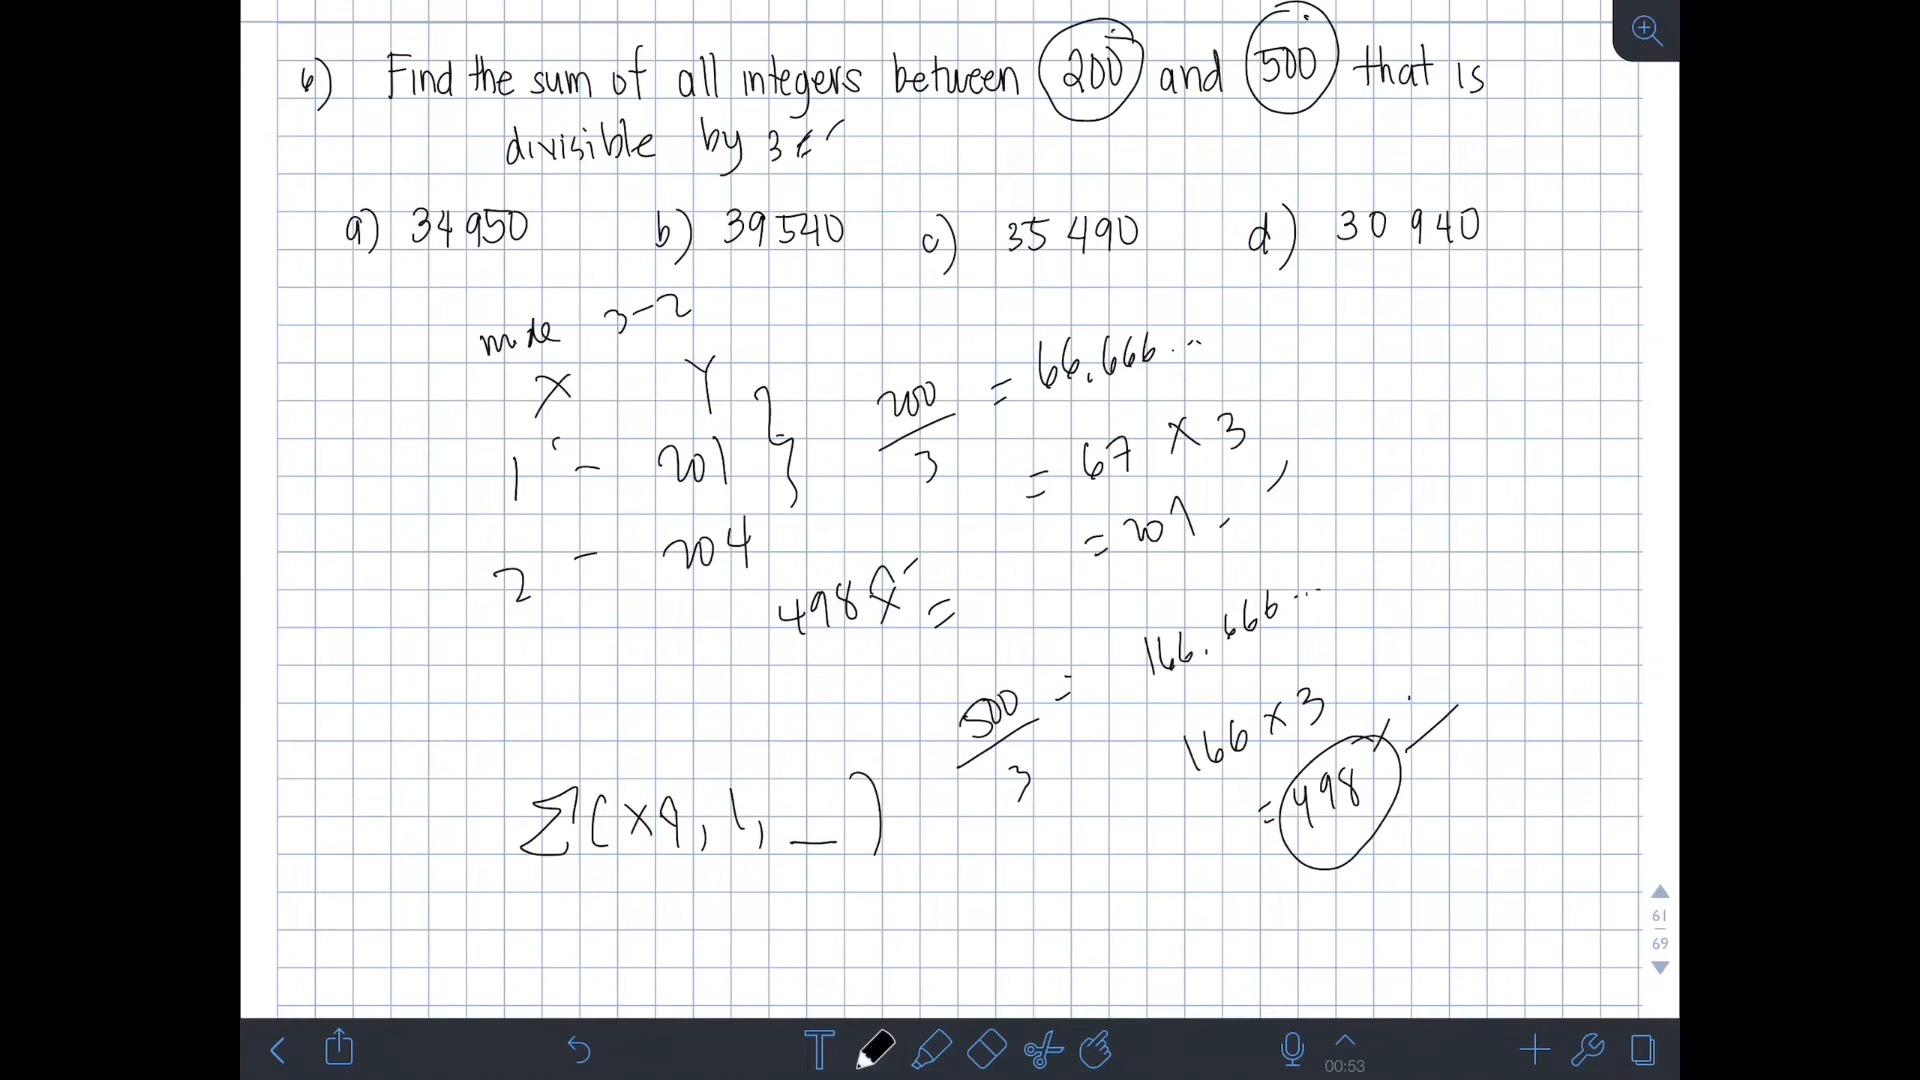 6) Find the sum of all integers between 200 and 500 that is
divisible by 3
a) 34 950 b) 39 540 c) 35 490 d) 30 940
mode 3-2
X Y
1 - 201
2 - 204
200/3 = 66.666...
= 67 x 3
= 201
498 x̂ =
500/3 = 166.666...
166 x 3
= 498
Σ(xŷ, 1, _)
61
69
T
00:53